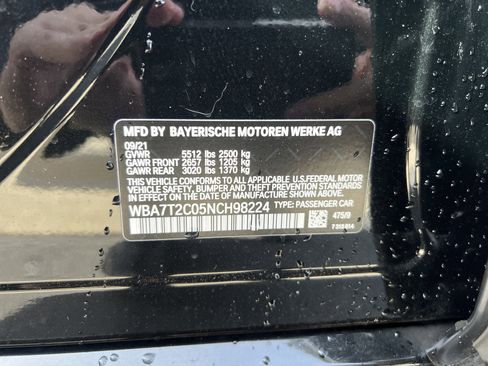 MFD BY BAYERISCHE MOTOREN WERKE AG
09/21
GVWR 5512 lbs 2500 kg
GAWR FRONT 2657 lbs 1205 kg
GAWR REAR 3020 lbs 1370 kg
THIS VEHICLE CONFORMS TO ALL APPLICABLE U.S.FEDERAL MOTOR
VEHICLE SAFETY, BUMPER, AND THEFT PREVENTION STANDARDS
IN EFFECT ON THE DATE OF MANUFACTURE SHOWN ABOVE.
WBA7T2C05NCH98224 TYPE: PASSENGER CAR
475/9